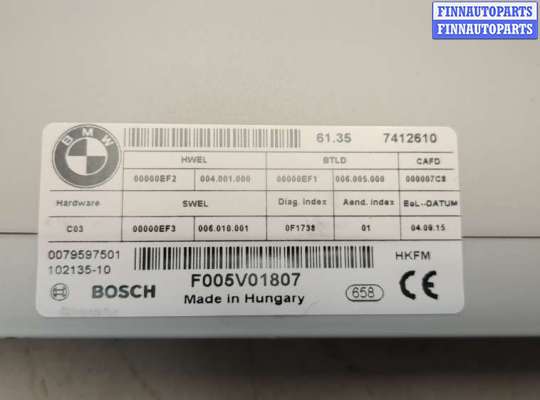 FINNAUTOPARTS
FINNAUTOPARTS
BMW
61.35 7412610
HWEL BTLD CAFD
00000EF2 004.001.000 00000EF1 006.005.000 000007C8
Hardware SWEL Diag. Index Aend. Index EoL.-DATUM
C03 00000EF3 006.010.001 0F1738 01 04.09.15
0079597501 HKFM
102135-10
BOSCH F005V01807 658 CE
Made in Hungary